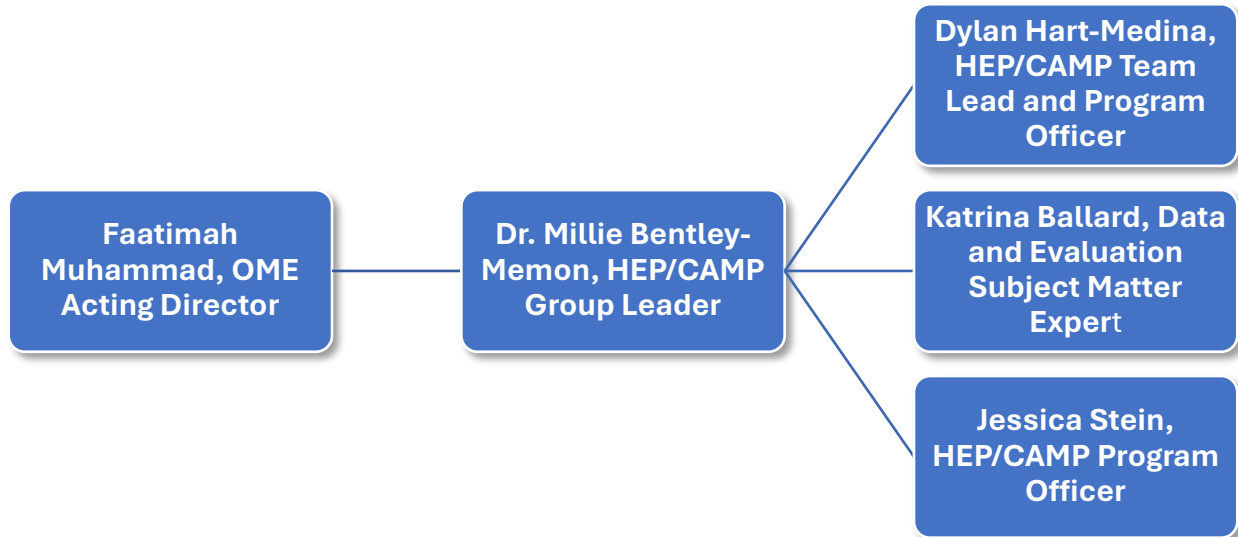 Faatimah
Muhammad, OME
Acting Director
Dr. Millie Bentley-
Memon, HEP/CAMP
Group Leader
Dylan Hart-Medina,
HEP/CAMP Team
Lead and Program
Officer
Katrina Ballard, Data
and Evaluation
Subject Matter
Expert
Jessica Stein,
HEP/CAMP Program
Officer